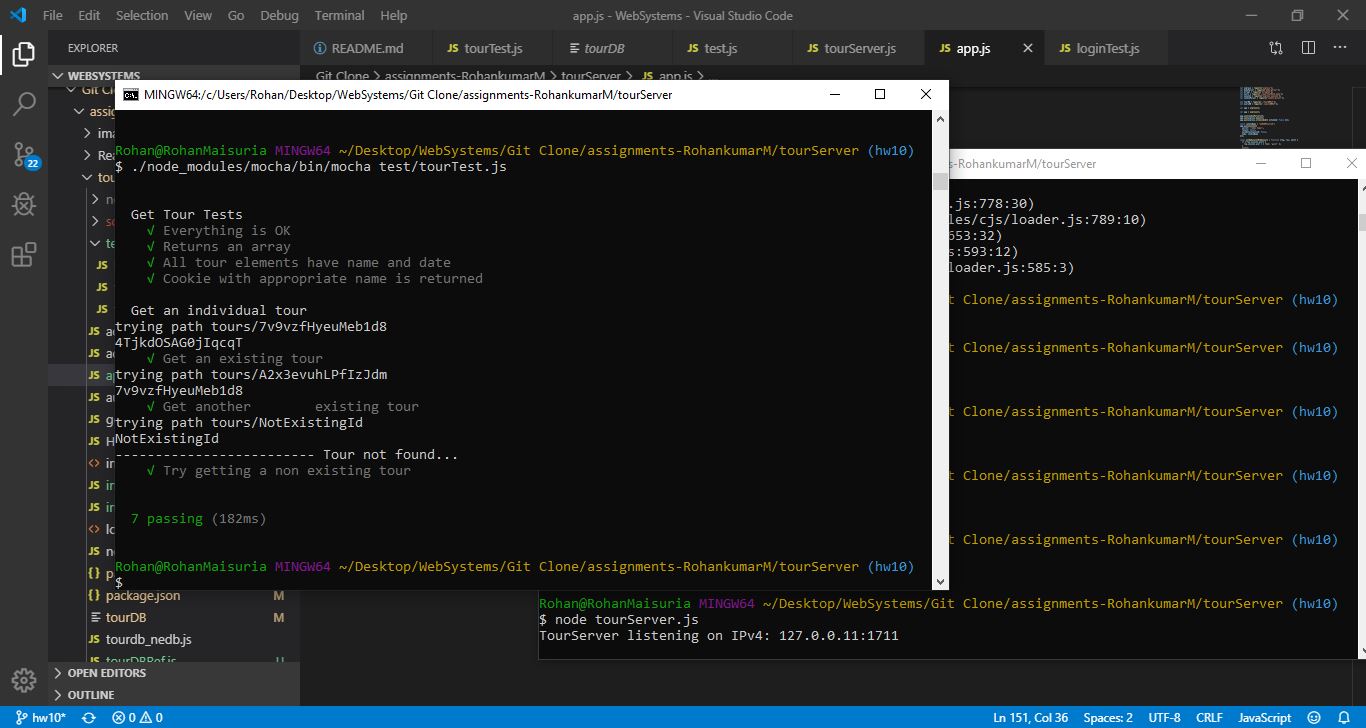 File Edit Selection View Go Debug Terminal Help app.js - WebSystems - Visual Studio Code
EXPLORER
README.md tourTest.js tourDB test.js tourServer.js app.js loginTest.js
WEBSYSTEMS
Git Clone > assignments-RohankumarM > tourServer > app.js > ...
MINGW64:/c/Users/Rohan/Desktop/WebSystems/Git Clone/assignments-RohankumarM/tourServer
Rohan@RohanMaisuria MINGW64 ~/Desktop/WebSystems/Git Clone/assignments-RohankumarM/tourServer (hw10)
$ ./node_modules/mocha/bin/mocha test/tourTest.js
Get Tour Tests
√ Everything is OK
√ Returns an array
√ All tour elements have name and date
√ Cookie with appropriate name is returned
Get an individual tour
trying path tours/7v9vzfHyeuMeb1d8
4TjkdOSAG0jIqcqT
√ Get an existing tour
trying path tours/A2x3evuhLPfIzJdm
7v9vzfHyeuMeb1d8
√ Get another existing tour
trying path tours/NotExistingId
NotExistingId
------------------------- Tour not found...
√ Try getting a non existing tour
7 passing (182ms)
Rohan@RohanMaisuria MINGW64 ~/Desktop/WebSystems/Git Clone/assignments-RohankumarM/tourServer (hw10)
$
s-RohankumarM/tourServer
.js:778:30)
les/cjs/loader.js:789:10)
653:32)
s:593:12)
loader.js:585:3)
t Clone/assignments-RohankumarM/tourServer (hw10)
t Clone/assignments-RohankumarM/tourServer (hw10)
t Clone/assignments-RohankumarM/tourServer (hw10)
t Clone/assignments-RohankumarM/tourServer (hw10)
t Clone/assignments-RohankumarM/tourServer (hw10)
Rohan@RohanMaisuria MINGW64 ~/Desktop/WebSystems/Git Clone/assignments-RohankumarM/tourServer (hw10)
$ node tourServer.js
TourServer listening on IPv4: 127.0.0.11:1711
22
package.json M
tourDB M
tourdb_nedb.js
tourDBRef.js U
OPEN EDITORS
OUTLINE
hw10* 0 0 Ln 151, Col 36 Spaces: 2 UTF-8 CRLF JavaScript